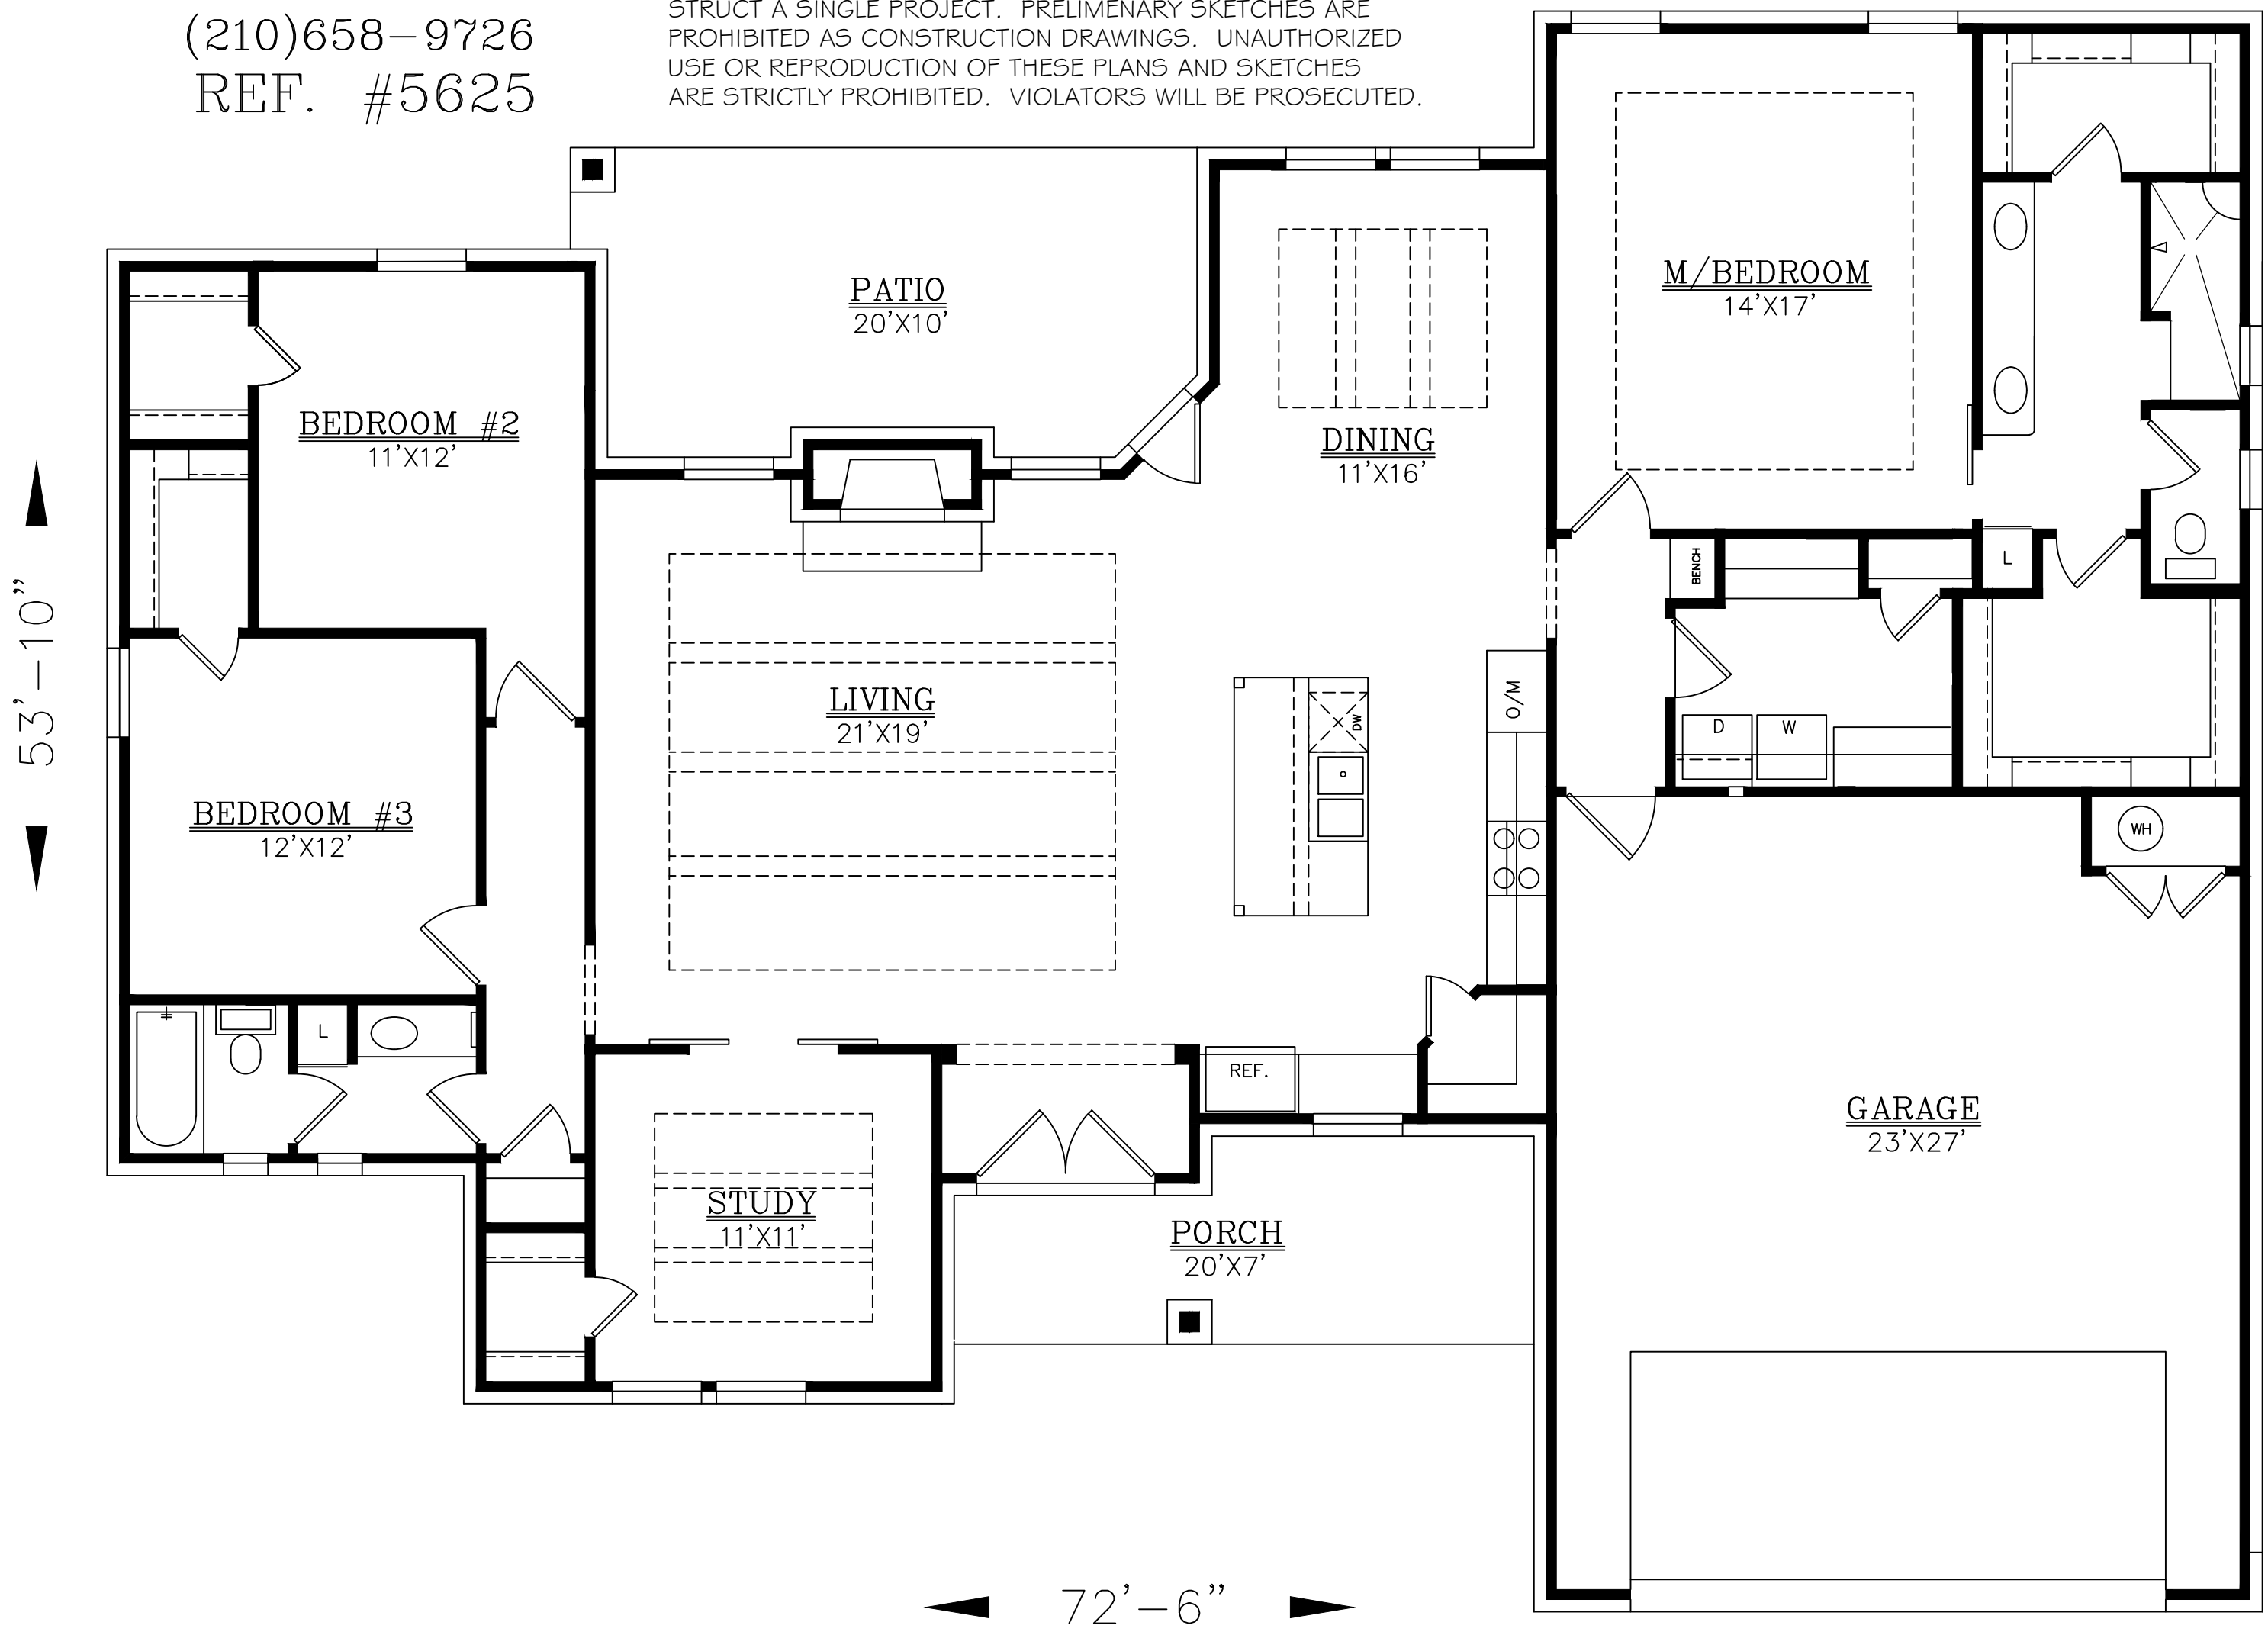 (210)658-9726
REF. #5625
STRUCT A SINGLE PROJECT. PRELIMENARY SKETCHES ARE
PROHIBITED AS CONSTRUCTION DRAWINGS. UNAUTHORIZED
USE OR REPRODUCTION OF THESE PLANS AND SKETCHES
ARE STRICTLY PROHIBITED. VIOLATORS WILL BE PROSECUTED.
PATIO
20'X10'
M/BEDROOM
14'X17'
BEDROOM #2
11'X12'
DINING
11'X16'
BENCH
L
53'-10"
LIVING
21'X19'
O/M
DW
D
W
BEDROOM #3
12'X12'
WH
L
REF.
GARAGE
23'X27'
STUDY
11'X11'
PORCH
20'X7'
72'-6"